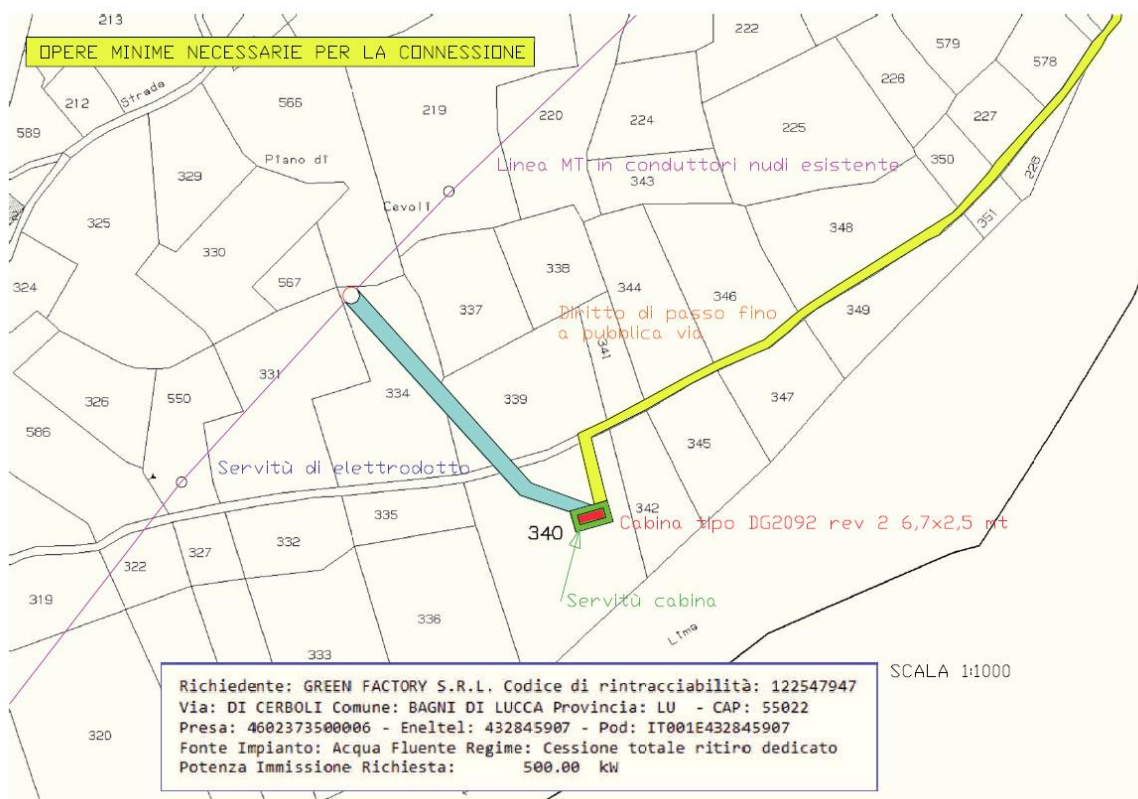 213
222
579
OPERE MINIME NECESSARIE PER LA CONNESSIONE
578
226
Strada
212
566
219
220
224
225
227
589
Piano di
Linea MT in conduttori nudi esistente
350
228
329
343
Cevoli
351
325
330
338
348
324
567
344
346
337
Diritto di passo fino
a pubblica via
349
341
331
334
339
347
326
550
586
345
Servitù di elettrodotto
335
342
340
Cabina tipo DG2092 rev 2 6,7x2,5 mt
332
327
322
319
Servitù cabina
336
Lima
333
SCALA 1:1000
320
Richiedente: GREEN FACTORY S.R.L. Codice di rintracciabilità: 122547947
Via: DI CERBOLI Comune: BAGNI DI LUCCA Provincia: LU - CAP: 55022
Presa: 4602373500006 - Eneltel: 432845907 - Pod: IT001E432845907
Fonte Impianto: Acqua Fluente Regime: Cessione totale ritiro dedicato
Potenza Immissione Richiesta: 500.00 kW